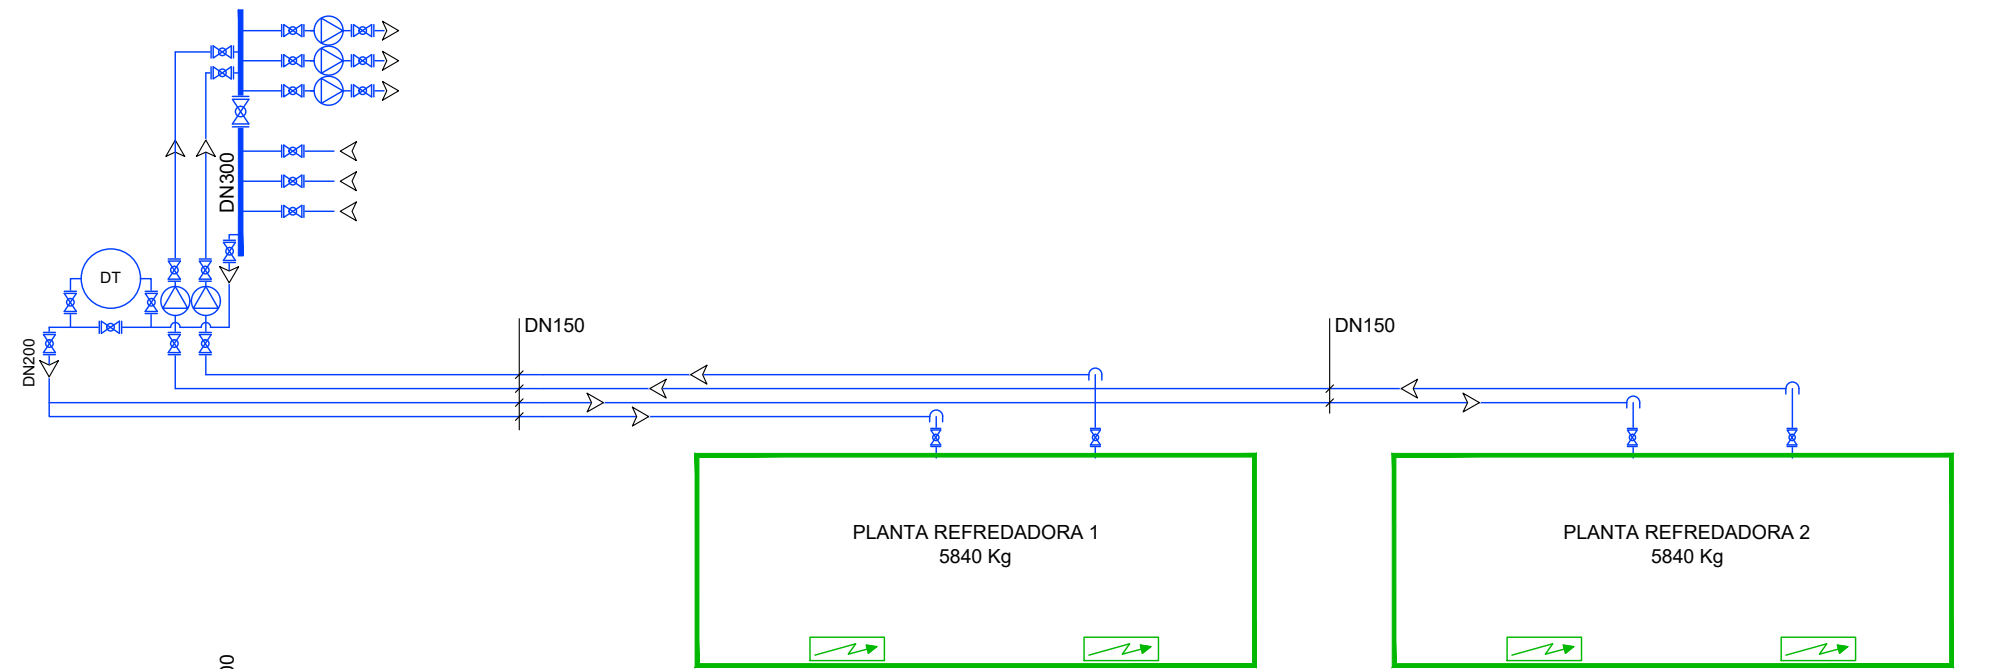 DN300
DT
DN200
DN150
DN150
PLANTA REFREDADORA 1
5840 Kg
PLANTA REFREDADORA 2
5840 Kg